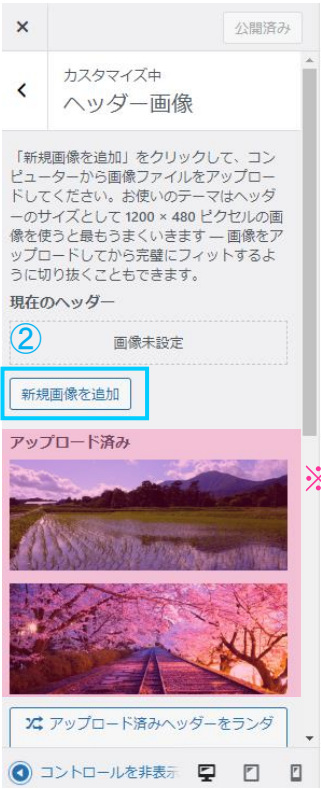 ×
公開済み
カスタマイズ中
ヘッダー画像
「新規画像を追加」をクリックして、コン
ピューターから画像ファイルをアップロー
ドしてください。お使いのテーマはヘッダ
ーのサイズとして 1200 × 480 ピクセルの画
像を使うと最もうまくいきます — 画像をア
ップロードしてから完璧にフィットするよ
うに切り抜くこともできます。
現在のヘッダー
②
画像未設定
新規画像を追加
アップロード済み
※
アップロード済みヘッダーをランダ
コントロールを非表示